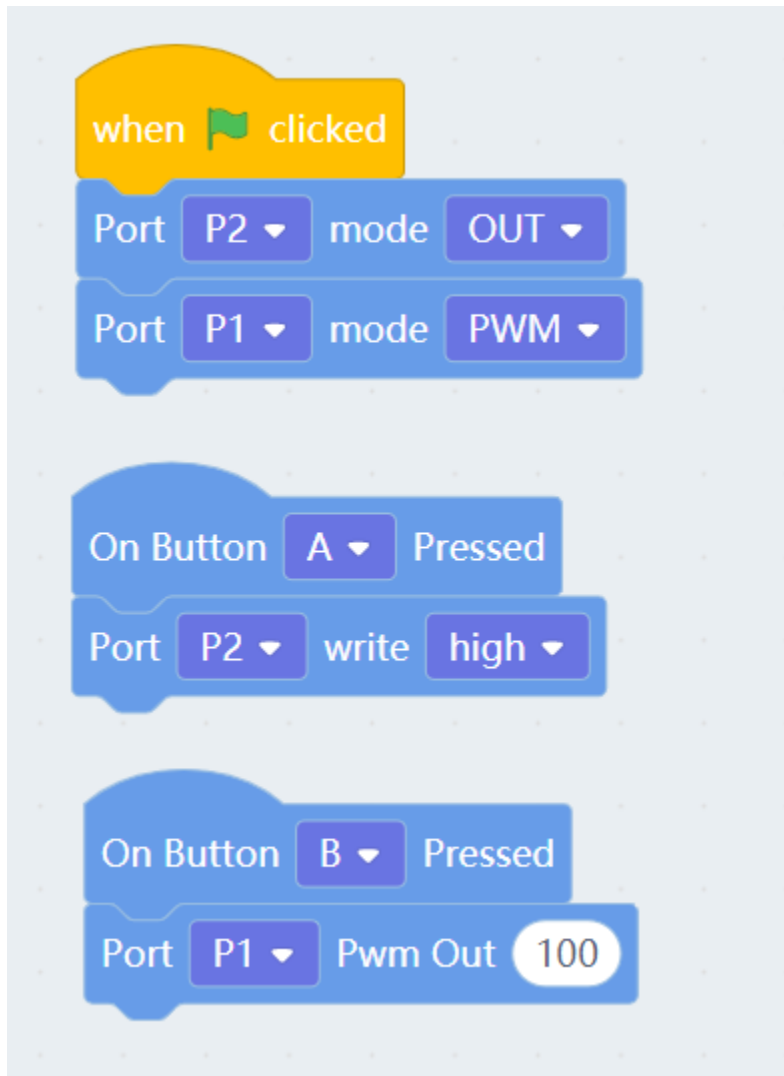 when clicked
Port P2 mode OUT
Port P1 mode PWM
On Button A Pressed
Port P2 write high
On Button B Pressed
Port P1 Pwm Out 100